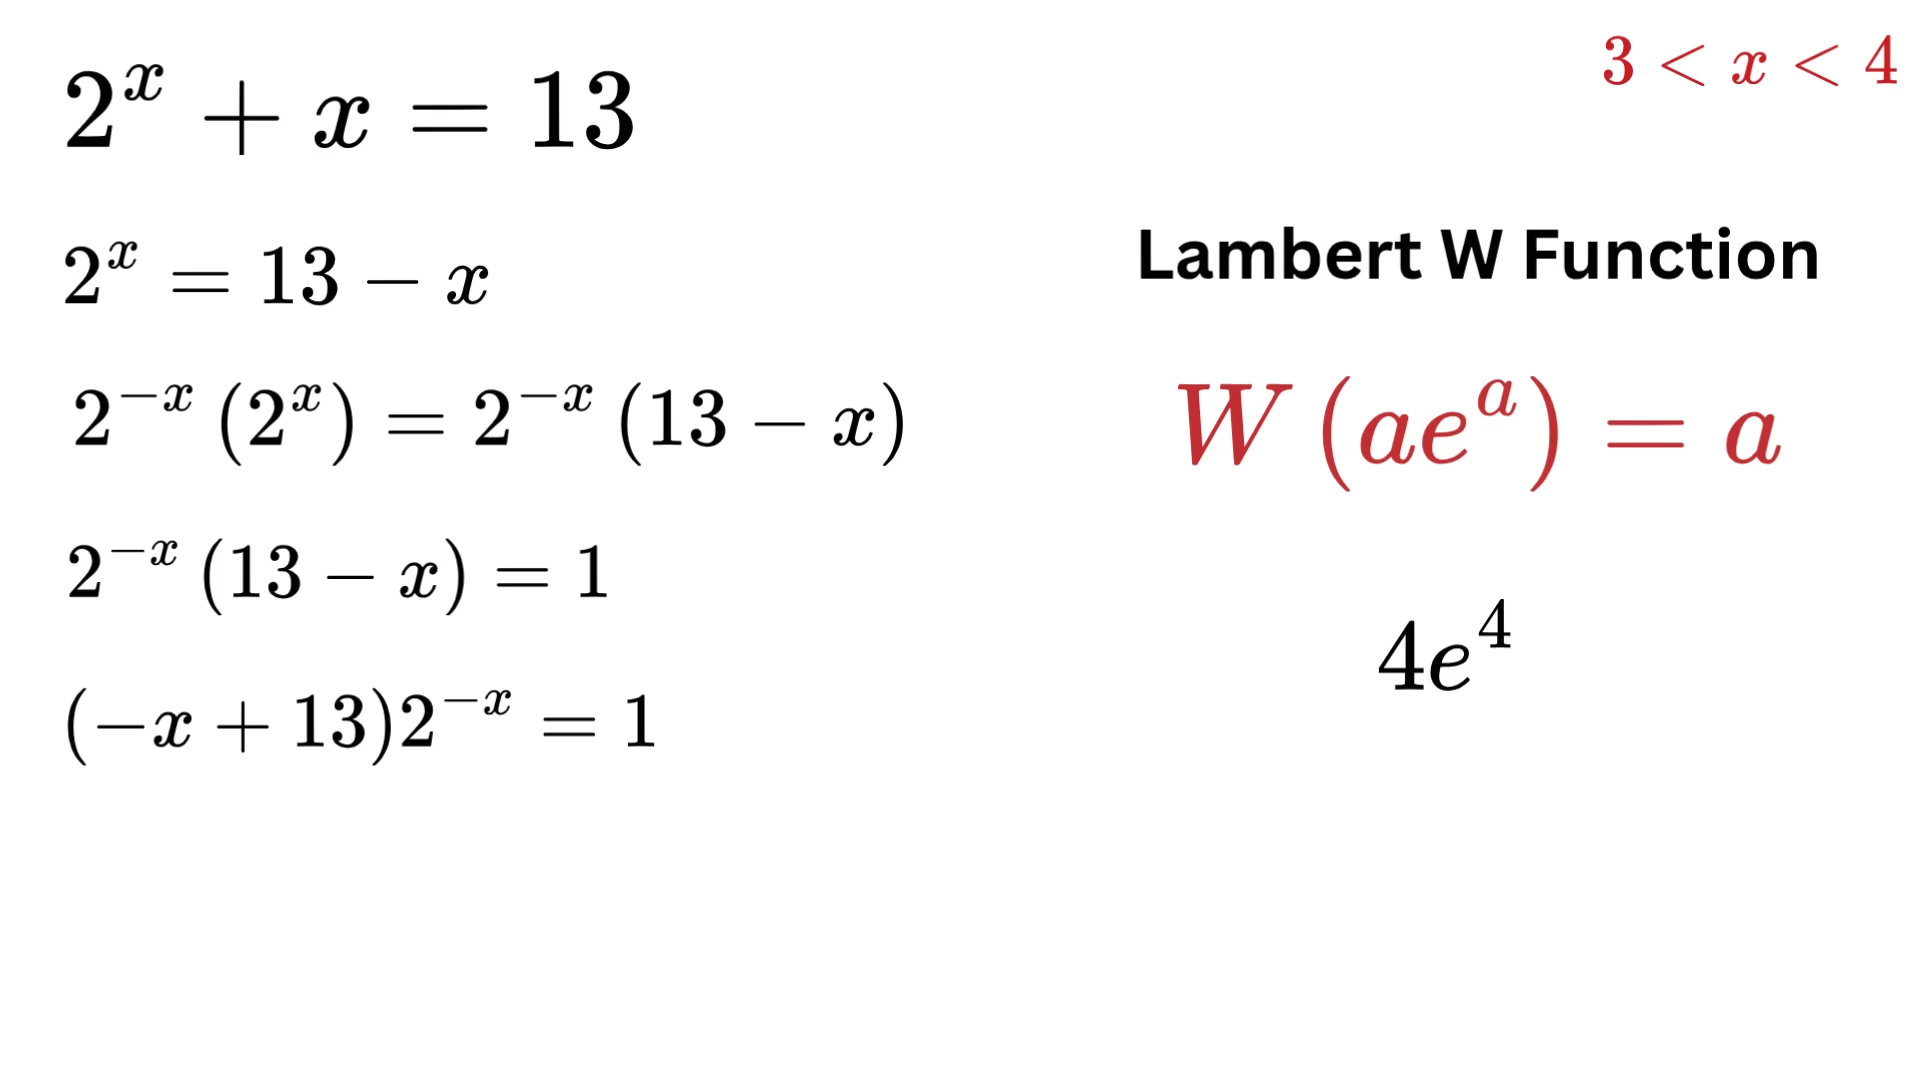 2^x + x = 13
2^x = 13 − x
2^{−x} (2^x) = 2^{−x} (13 − x)
2^{−x} (13 − x) = 1
(−x + 13)2^{−x} = 1
3 < x < 4
Lambert W Function
W (ae^a) = a
4e^4